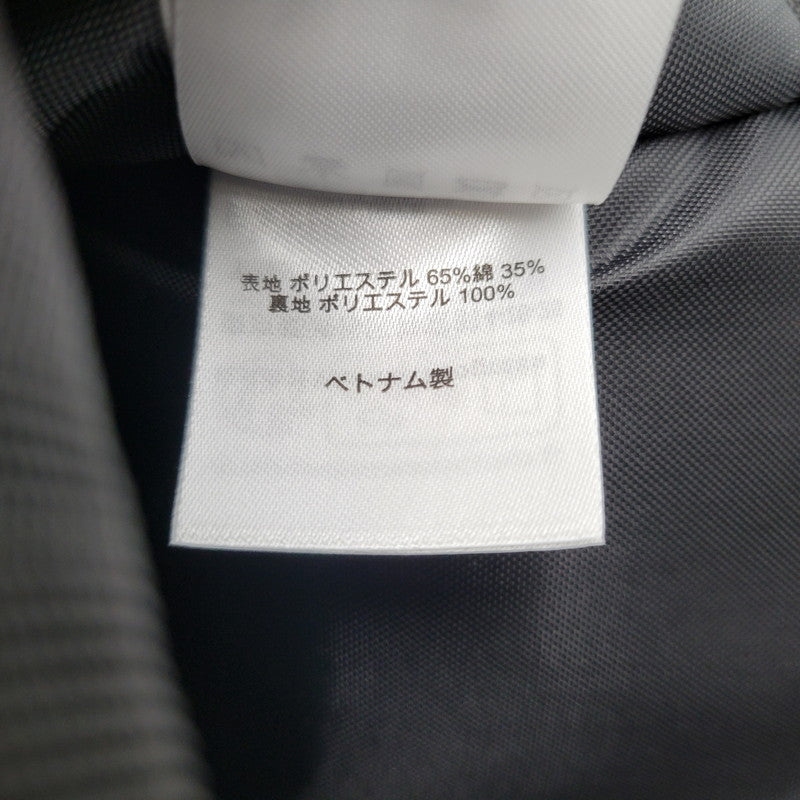 表地 ポリエステル 65%綿 35%
裏地 ポリエステル 100%
ベトナム製